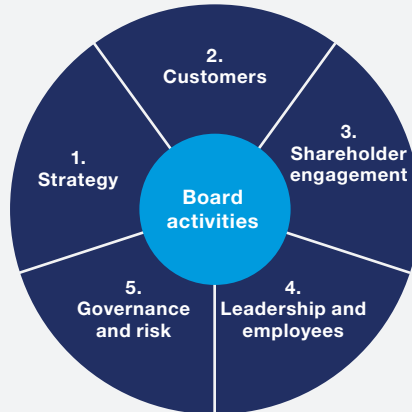 1.
Strategy
2.
Customers
3.
Shareholder
engagement
4.
Leadership and
employees
5.
Governance
and risk
Board
activities